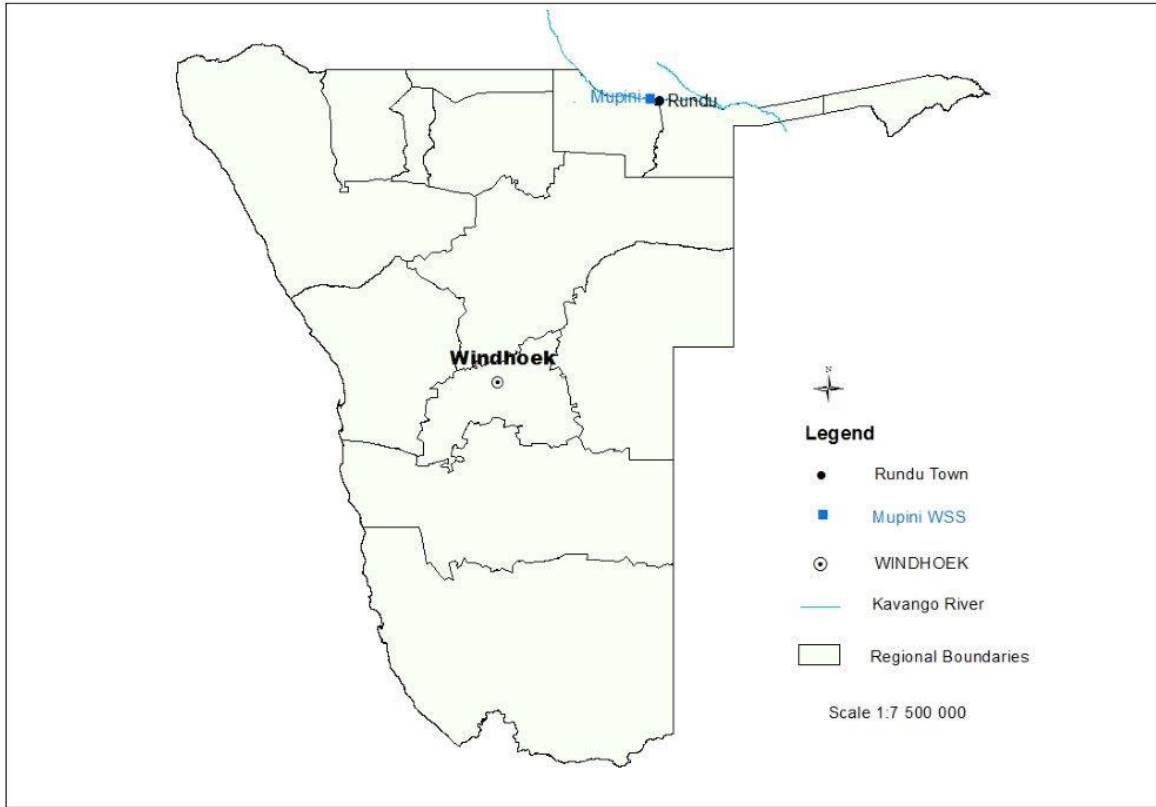 Mupini
Rundu
Windhoek
N
Legend
Rundu Town
Mupini WSS
WINDHOEK
Kavango River
Regional Boundaries
Scale 1:7 500 000